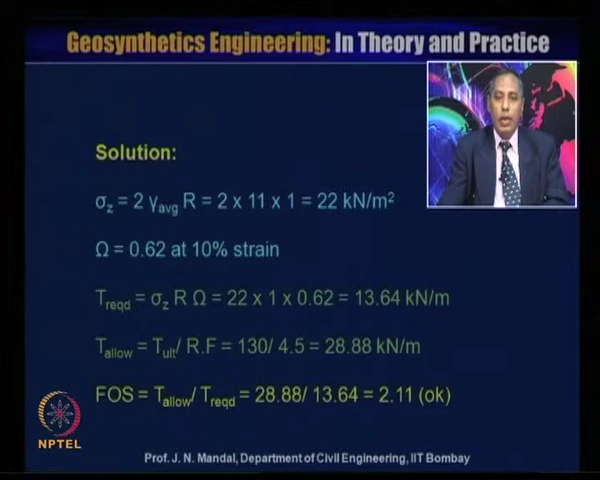 Geosynthetics Engineering: In Theory and Practice
Solution:
σz = 2 γavg R = 2 x 11 x 1 = 22 kN/m²
Ω = 0.62 at 10% strain
Treqd = σz R Ω = 22 x 1 x 0.62 = 13.64 kN/m
Tallow = Tult/ R.F = 130/ 4.5 = 28.88 kN/m
FOS = Tallow/ Treqd = 28.88/ 13.64 = 2.11 (ok)
NPTEL
Prof. J. N. Mandal, Department of Civil Engineering, IIT Bombay